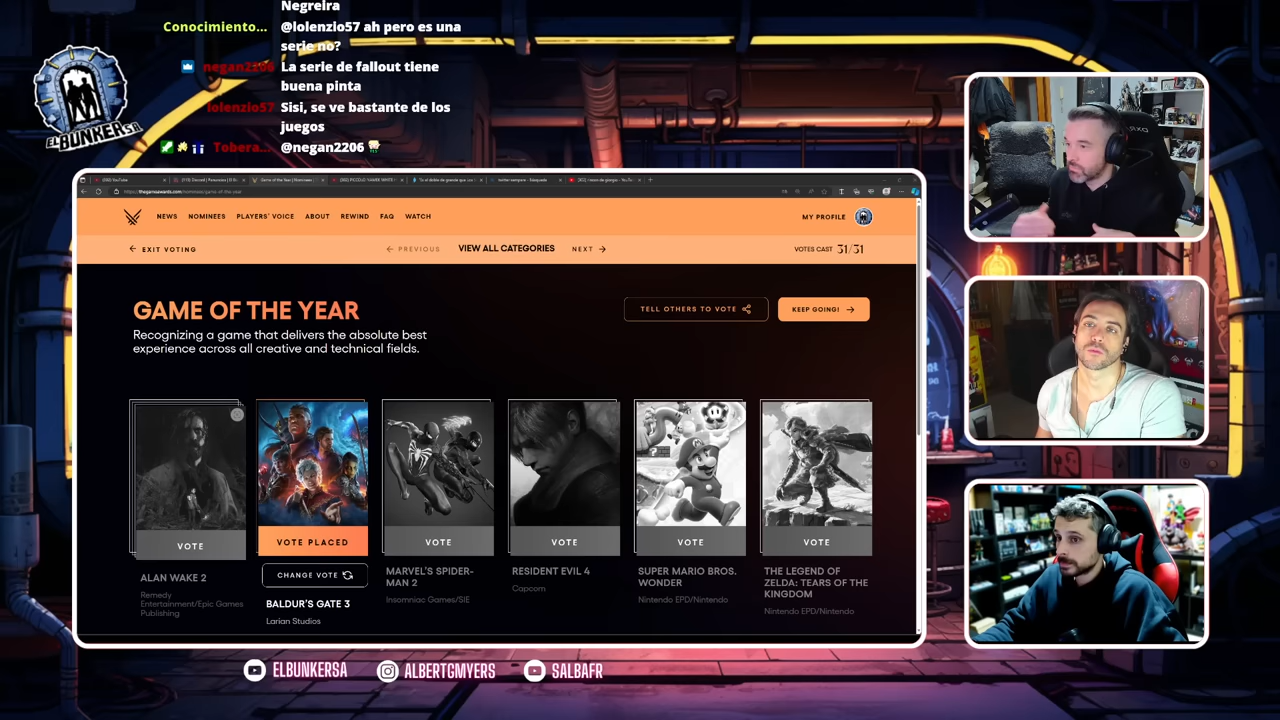 Negreira
Conocimiento... @lolenzio57 ah pero es una
serie no?
negan2206 La serie de fallout tiene
buena pinta
lolenzio57 Sisi, se ve bastante de los
juegos
Tobera... @negan2206
ELBUNKERSA
NEWS NOMINEES PLAYERS' VOICE ABOUT REWIND FAQ WATCH
MY PROFILE
EXIT VOTING
PREVIOUS VIEW ALL CATEGORIES NEXT
VOTES CAST 31/31
GAME OF THE YEAR
Recognizing a game that delivers the absolute best
experience across all creative and technical fields.
TELL OTHERS TO VOTE
KEEP GOING!
VOTE
VOTE PLACED
VOTE
VOTE
VOTE
VOTE
CHANGE VOTE
ALAN WAKE 2
Remedy
Entertainment/Epic Games
Publishing
BALDUR'S GATE 3
Larian Studios
MARVEL'S SPIDER-
MAN 2
Insomniac Games/SIE
RESIDENT EVIL 4
Capcom
SUPER MARIO BROS.
WONDER
Nintendo EPD/Nintendo
THE LEGEND OF
ZELDA: TEARS OF THE
KINGDOM
Nintendo EPD/Nintendo
ELBUNKERSA
ALBERTGMYERS
SALBAFR